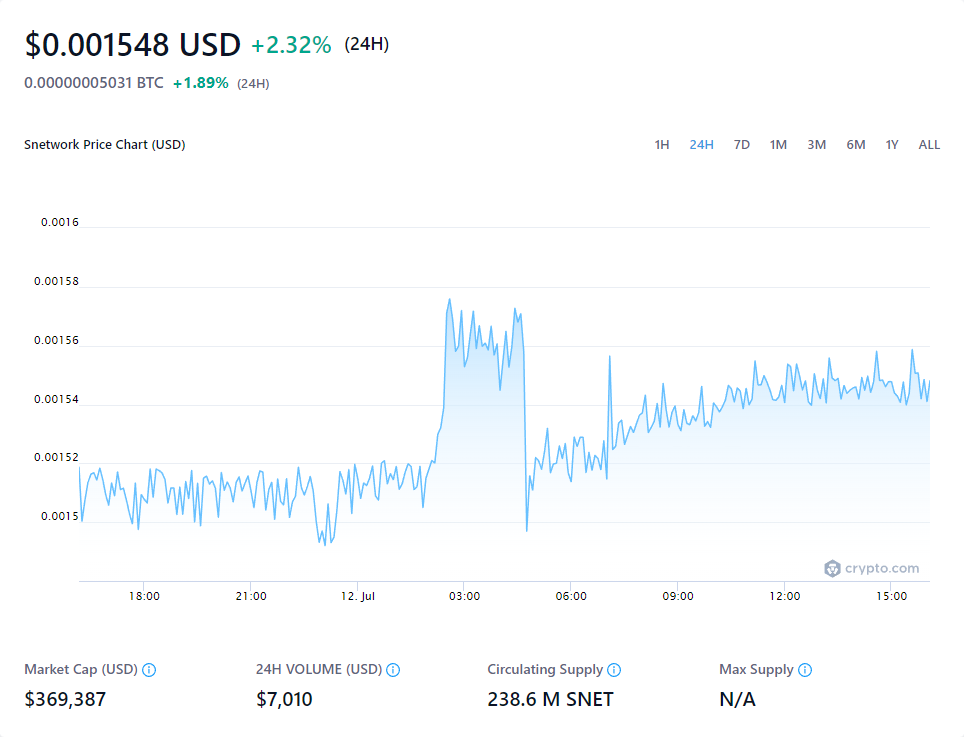 $0.001548 USD +2.32% (24H)
0.00000005031 BTC +1.89% (24H)
Snetwork Price Chart (USD) 1H 24H 7D 1M 3M 6M 1Y ALL
0.0016
0.00158
0.00156
0.00154
0.00152
0.0015
crypto.com
18:00 21:00 12. Jul 03:00 06:00 09:00 12:00 15:00
Market Cap (USD) 24H VOLUME (USD) Circulating Supply Max Supply
$369,387 $7,010 238.6 M SNET N/A